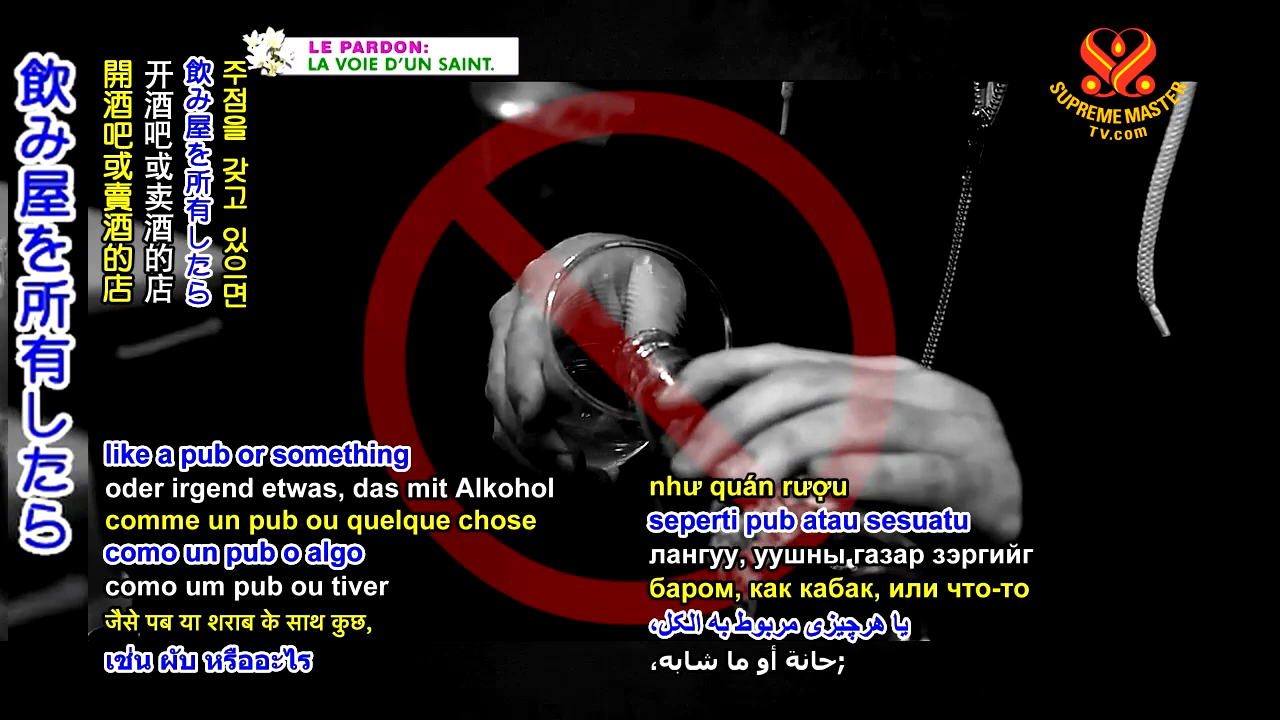 飲み屋を所有したら
開酒吧或賣酒的店
开酒吧或卖酒的店
飲み屋を所有したら
주점을 갖고 있으면
LE PARDON:
LA VOIE D'UN SAINT.
SUPREME MASTER
TV.com
like a pub or something
oder irgend etwas, das mit Alkohol
comme un pub ou quelque chose
como un pub o algo
como um pub ou tiver
जैसे पब या शराब के साथ कुछ,
เช่น ผับ หรืออะไร
như quán rượu
seperti pub atau sesuatu
лангуу, уушны газар зэргийг
баром, как кабак, или что-то
یا هرچیزی مربوط به الکل،
حانة أو ما شابه،;